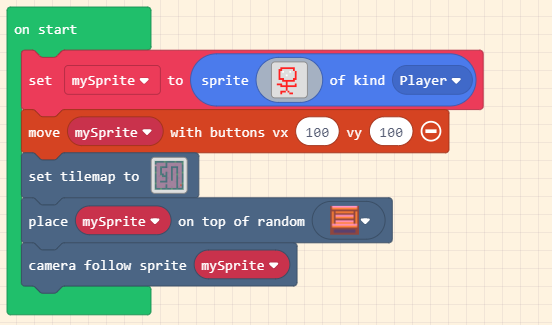 on start
set mySprite to sprite of kind Player
move mySprite with buttons vx 100 vy 100
set tilemap to
place mySprite on top of random
camera follow sprite mySprite